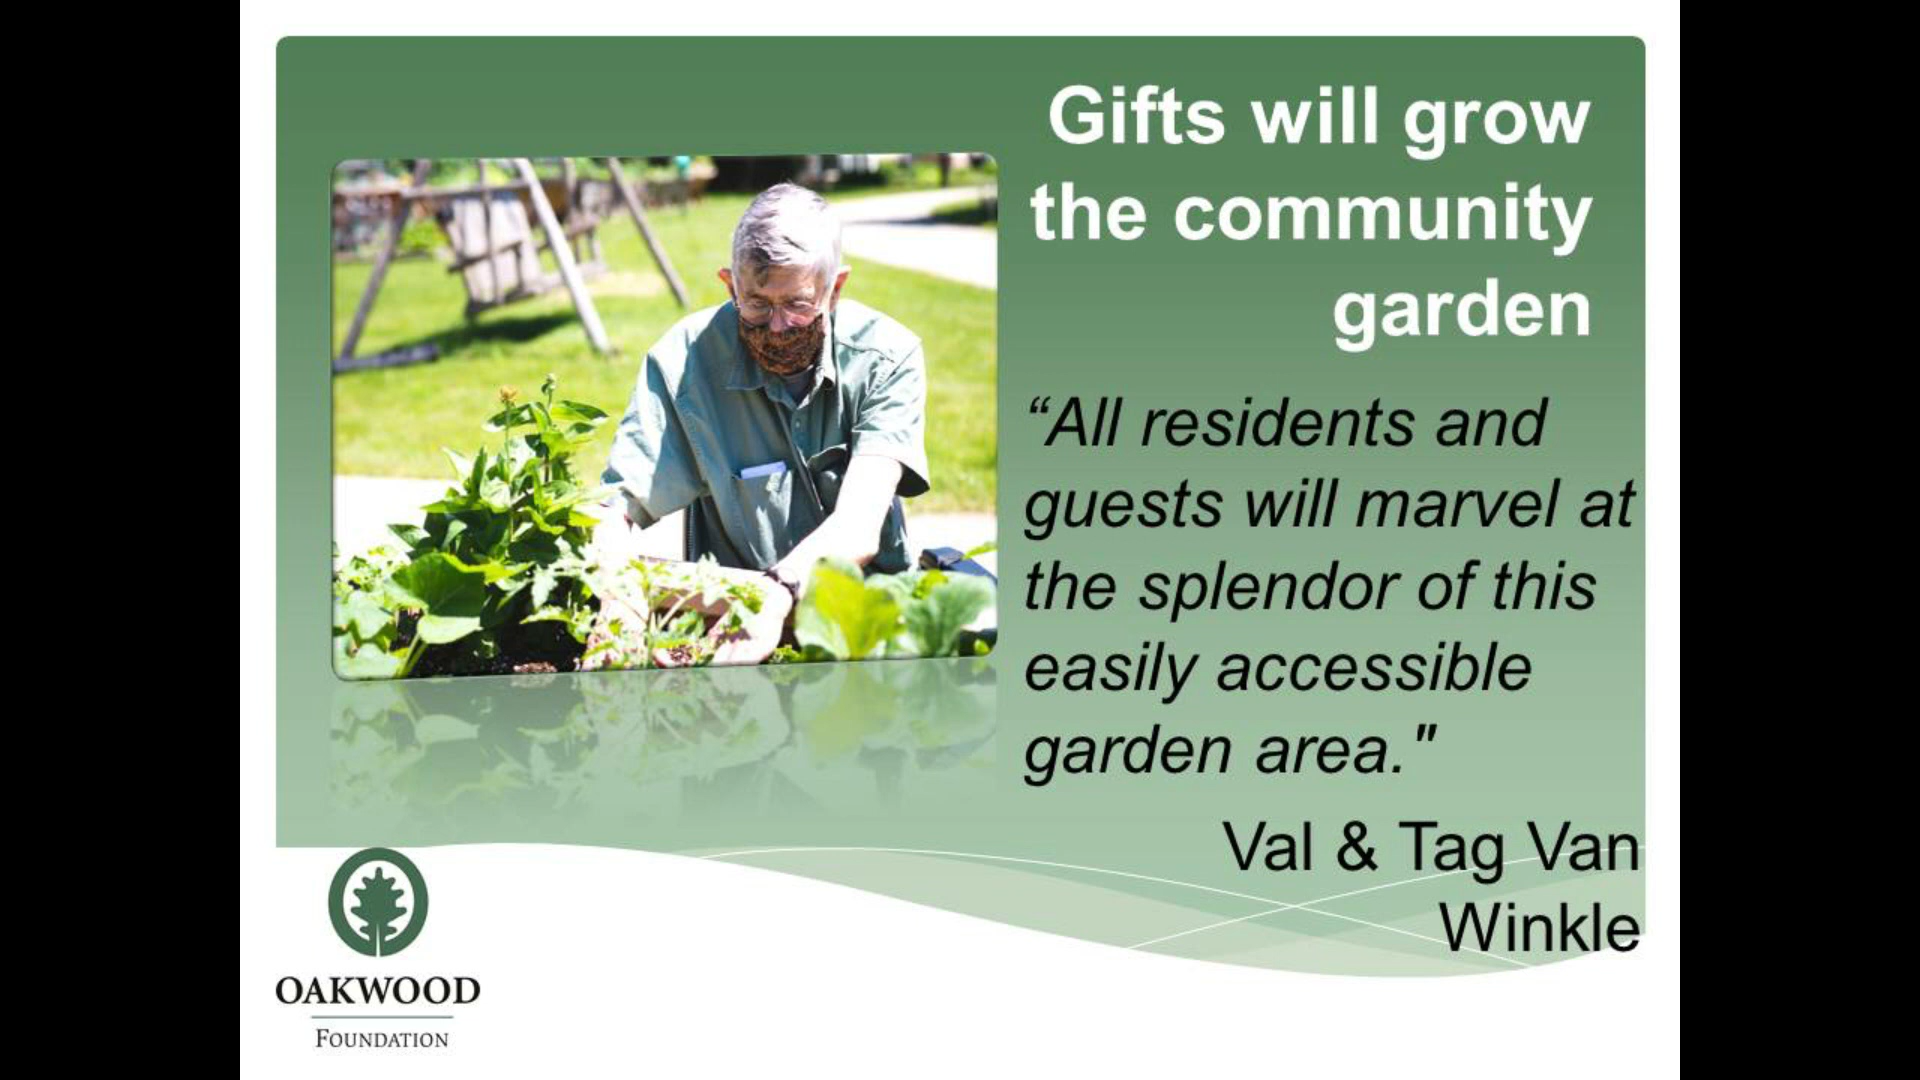 Gifts will grow
the community
garden
“All residents and
guests will marvel at
the splendor of this
easily accessible
garden area."
Val & Tag Van
Winkle
OAKWOOD
FOUNDATION